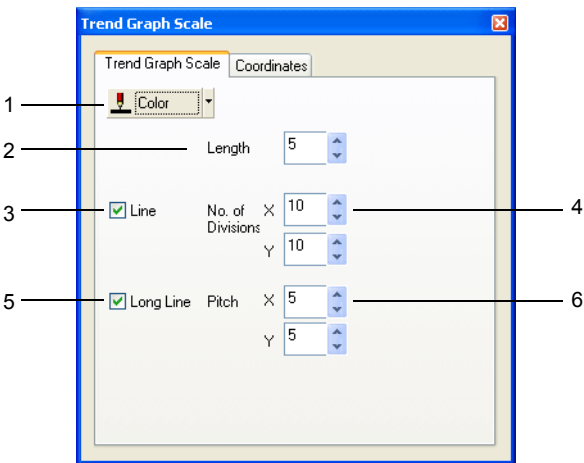 Trend Graph Scale
Trend Graph Scale Coordinates
1 Color
2 Length 5
3 Line No. of Divisions X 10 4
Y 10
5 Long Line Pitch X 5 6
Y 5